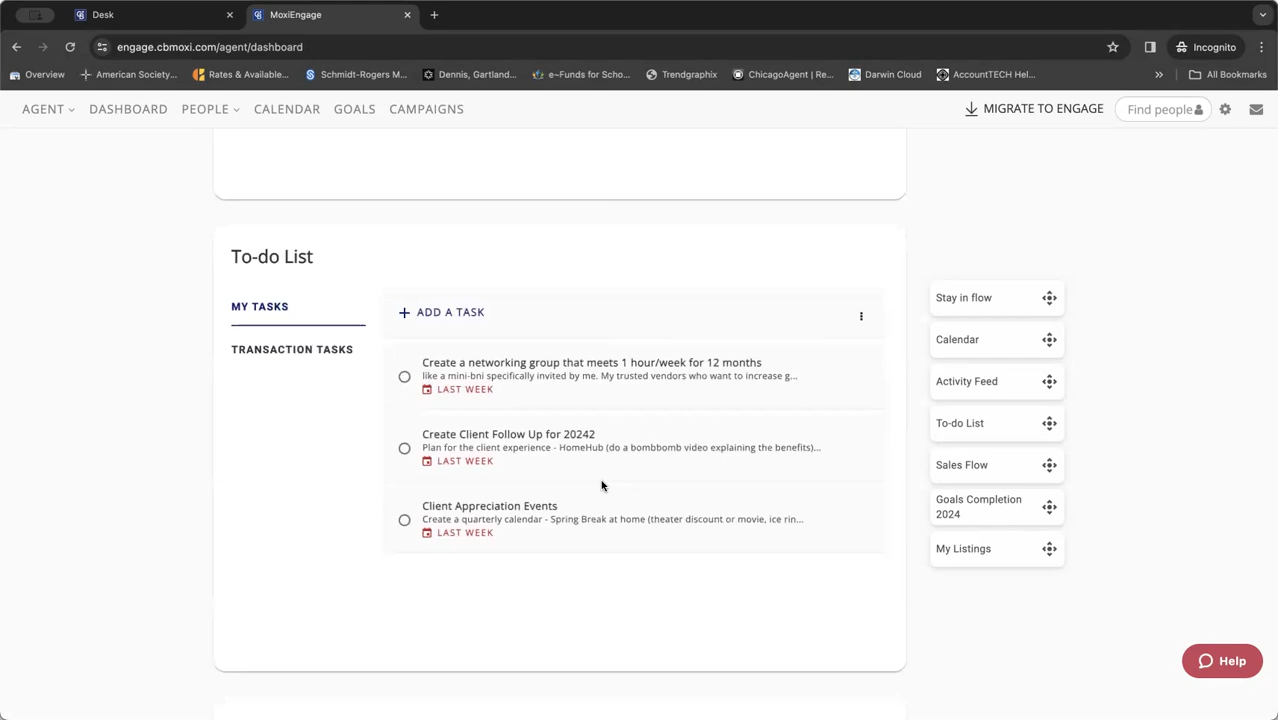 Desk
MoxiEngage
engage.cbmoxi.com/agent/dashboard
Incognito
Overview
American Society...
Rates & Available...
Schmidt-Rogers M...
Dennis, Gartland...
e~Funds for Scho...
Trendgraphix
ChicagoAgent | Re...
Darwin Cloud
AccountTECH Hel...
»
All Bookmarks
AGENT
DASHBOARD
PEOPLE
CALENDAR
GOALS
CAMPAIGNS
MIGRATE TO ENGAGE
Find people
To-do List
MY TASKS
TRANSACTION TASKS
+ ADD A TASK
Create a networking group that meets 1 hour/week for 12 months
like a mini-bni specifically invited by me. My trusted vendors who want to increase g...
LAST WEEK
Create Client Follow Up for 20242
Plan for the client experience - HomeHub (do a bombbomb video explaining the benefits)...
LAST WEEK
Client Appreciation Events
Create a quarterly calendar - Spring Break at home (theater discount or movie, ice rin...
LAST WEEK
Stay in flow
Calendar
Activity Feed
To-do List
Sales Flow
Goals Completion
2024
My Listings
Help